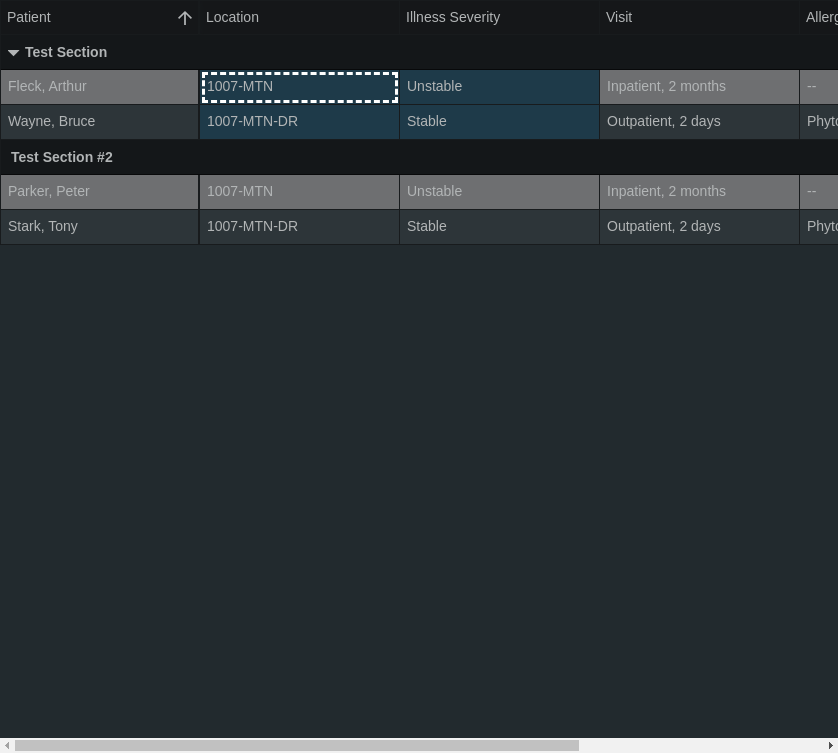 Patient Location Illness Severity Visit Allerg
Test Section
Fleck, Arthur 1007-MTN Unstable Inpatient, 2 months --
Wayne, Bruce 1007-MTN-DR Stable Outpatient, 2 days Phyto
Test Section #2
Parker, Peter 1007-MTN Unstable Inpatient, 2 months --
Stark, Tony 1007-MTN-DR Stable Outpatient, 2 days Phyto